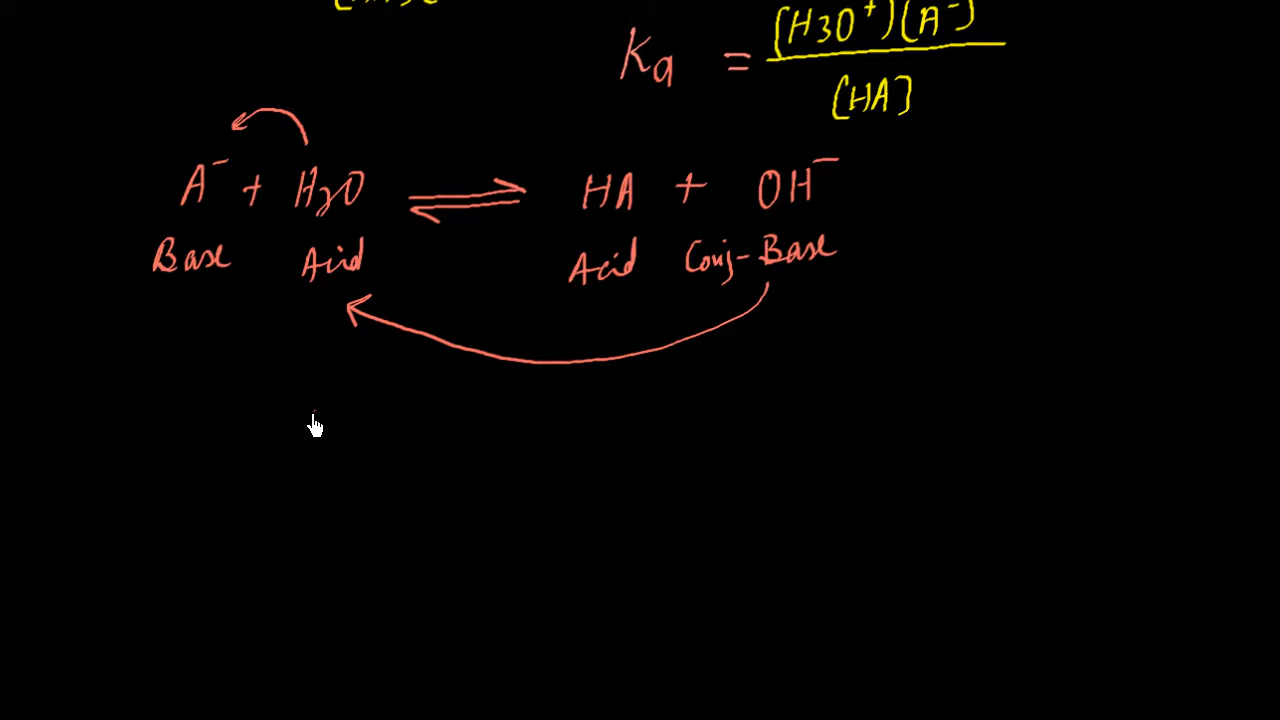 [H3O+][A-]
Ka = ―――
[HA]
A- + H2O ⇌ HA + OH-
Base Acid Acid Conj-Base